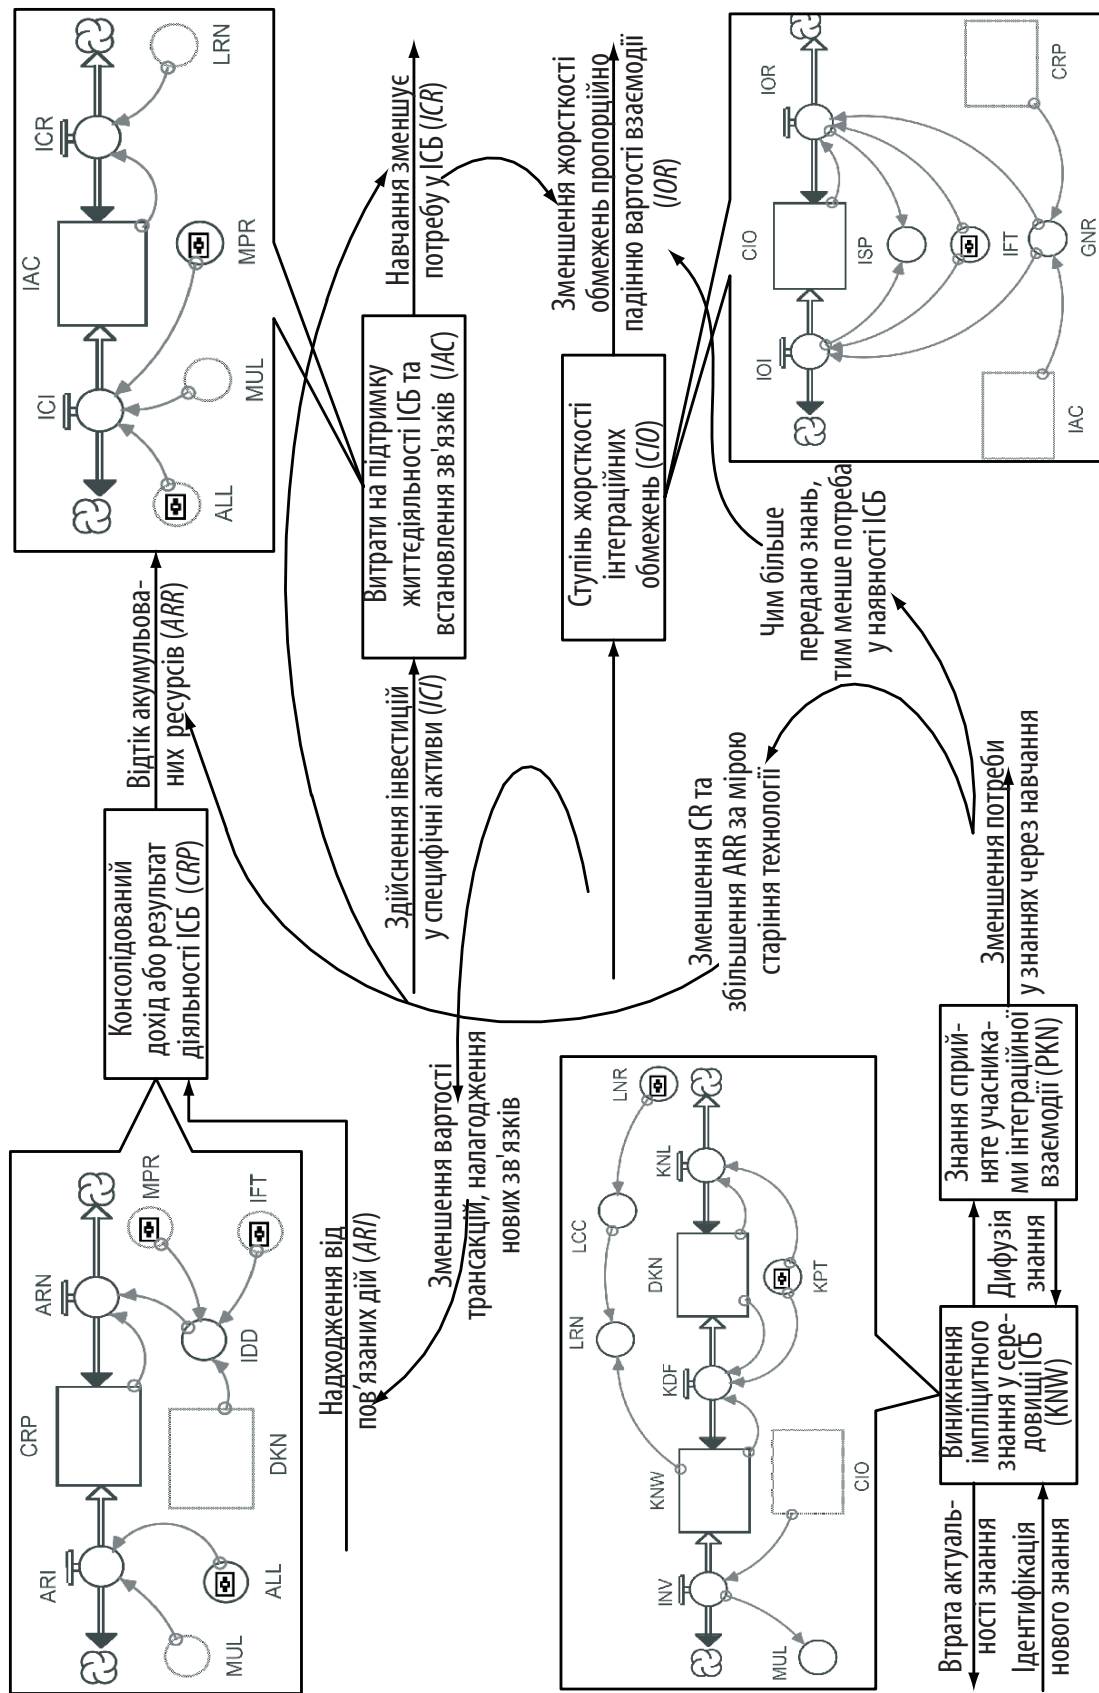 ARI
CRP
ARN
MPR
IFT
IDD
DKN
ALL
MUL
Консолідований
дохід або результат
діяльності ІСБ (CRP)
Відтік акумульова-
них ресурсів (ARR)
ICI
IAC
ICR
LRN
MPR
MUL
ALL
Надходження від
пов’язаних дій (ARI)
Здійснення інвестицій
у специфічні активи (ICI)
Витрати на підтримку
життєдіяльності ІСБ та
встановлення зв'язків (IAC)
Навчання зменшує
потребу у ІСБ (ICR)
Зменшення вартості
трансакцій, налагодження
нових зв'язків
Ступінь жорсткості
інтеграційних
обмежень (CIO)
Зменшення жорсткості
обмежень пропорційно
падінню вартості взаємодії
(IOR)
Зменшення CR та
збільшення ARR за мірою
старіння технології
Чим більше
передано знань,
тим менше потреба
у наявності ІСБ
INV
KNW
KDF
DKN
KNL
LRN
LCC
LNR
KPT
CIO
MUL
IOI
CIO
IOR
ISP
IFT
GNR
IAC
CRP
Втрата актуаль-
ності знання
Ідентифікація
нового знання
Виникнення
імпліцитного
знання у сере-
довищі ІСБ
(KNW)
Дифузія
знання
Знання сприй-
няте учасника-
ми інтеграційної
взаємодії (PKN)
Зменшення потреби
у знаннях через навчання